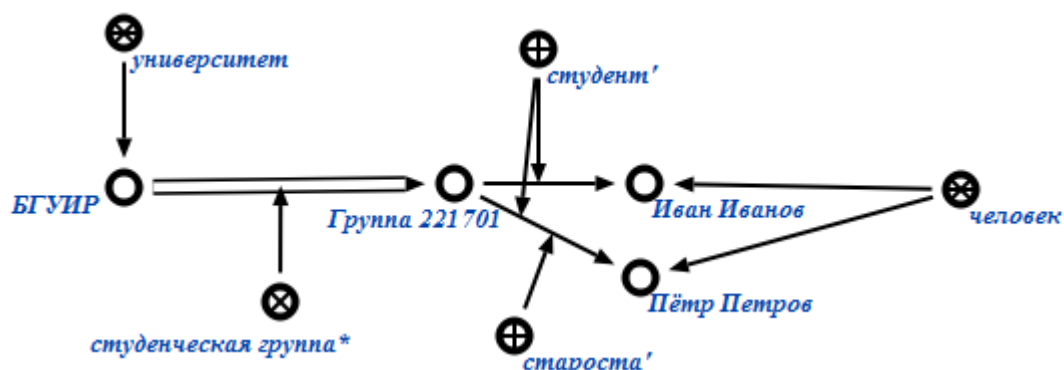 университет
студент'
БГУИР
Группа 221701
Иван Иванов
человек
Пётр Петров
студенческая группа*
староста'